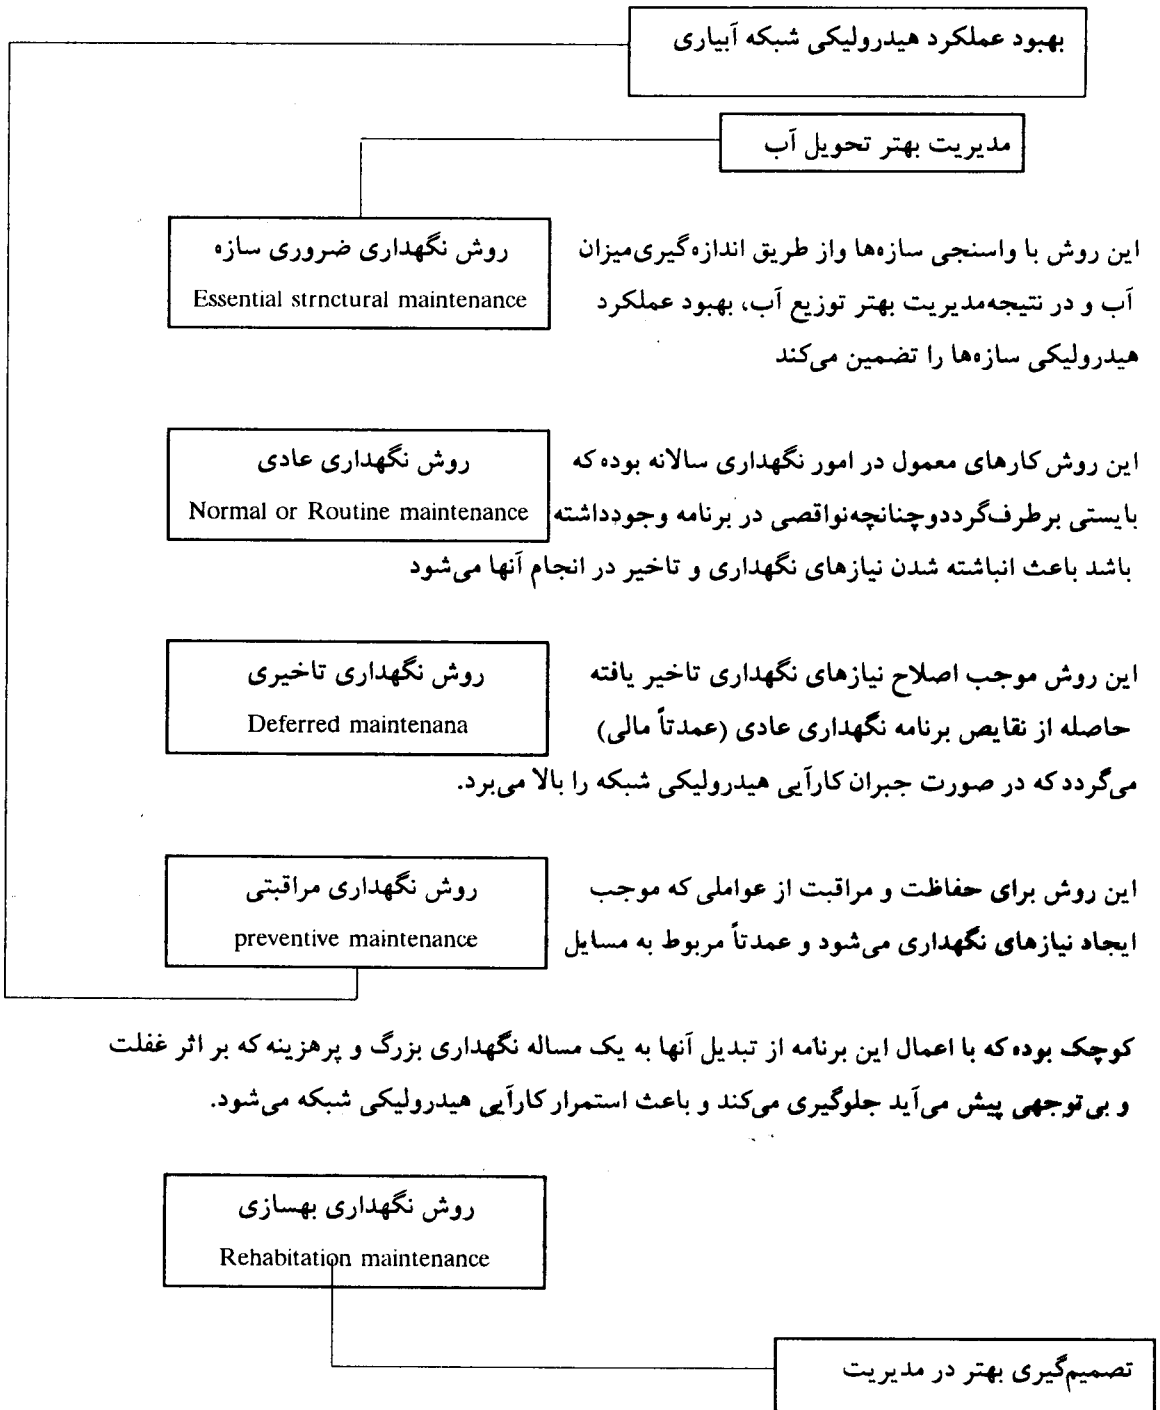 بهبود عملکرد هیدرولیکی شبکه آبیاری
مدیریت بهتر تحویل آب
روش نگهداری ضروری سازه
Essential strnctural maintenance
این روش با واسنجی سازه‌ها واز طریق اندازه‌گیری‌میزان
آب و در نتیجه‌مدیریت بهتر توزیع آب، بهبود عملکرد
هیدرولیکی سازه‌ها را تضمین می‌کند
روش نگهداری عادی
Normal or Routine maintenance
این روش کارهای معمول در امور نگهداری سالانه بوده که
بایستی برطرف‌گرددوچنانچه‌نواقصی در برنامه وجودداشته
باشد باعث انباشته شدن نیازهای نگهداری و تاخیر در انجام آنها می‌شود
روش نگهداری تاخیری
Deferred maintenana
این روش موجب اصلاح نیازهای نگهداری تاخیر یافته
حاصله از نقایص برنامه نگهداری عادی (عمدتاً مالی)
می‌گردد که در صورت جبران کارآیی هیدرولیکی شبکه را بالا می‌برد.
روش نگهداری مراقبتی
preventive maintenance
این روش برای حفاظت و مراقبت از عواملی که موجب
ایجاد نیازهای نگهداری می‌شود و عمدتاً مربوط به مسایل
کوچک بوده که با اعمال این برنامه از تبدیل آنها به یک مساله نگهداری بزرگ و پرهزینه که بر اثر غفلت
و بی‌توجهی پیش می‌آید جلوگیری می‌کند و باعث استمرار کارآیی هیدرولیکی شبکه می‌شود.
روش نگهداری بهسازی
Rehabitation maintenance
تصمیم‌گیری بهتر در مدیریت